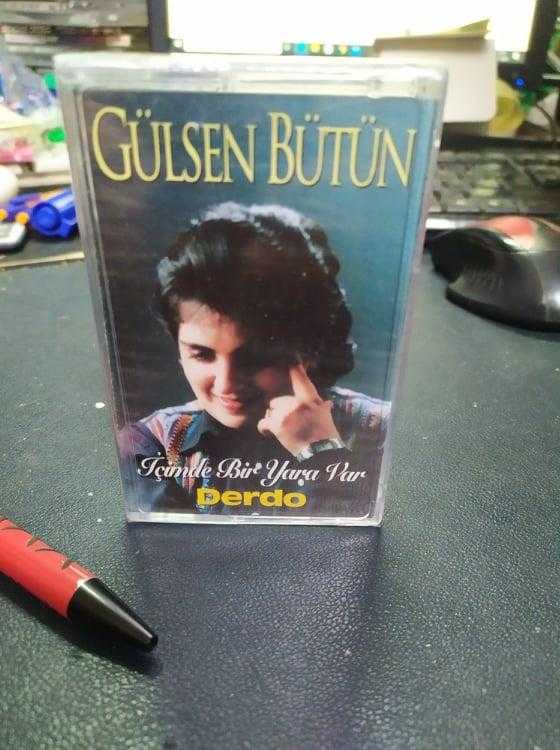 GÜLSEN BÜTÜN
İçimde Bir Yara Var
Derdo